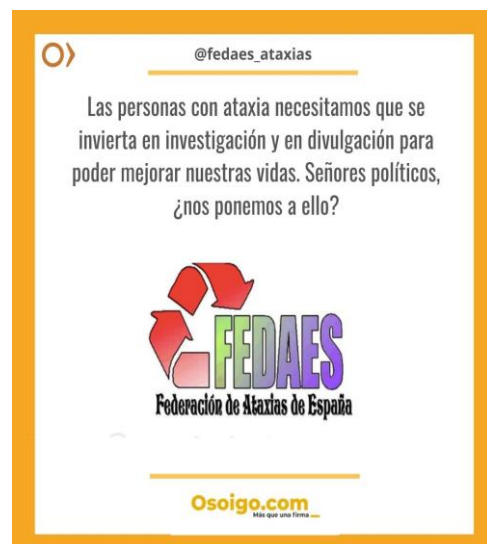 @fedaes_ataxias
Las personas con ataxia necesitamos que se
invierta en investigación y en divulgación para
poder mejorar nuestras vidas. Señores políticos,
¿nos ponemos a ello?
FEDAES
Federación de Ataxias de España
Osoigo.com
Más que una firma